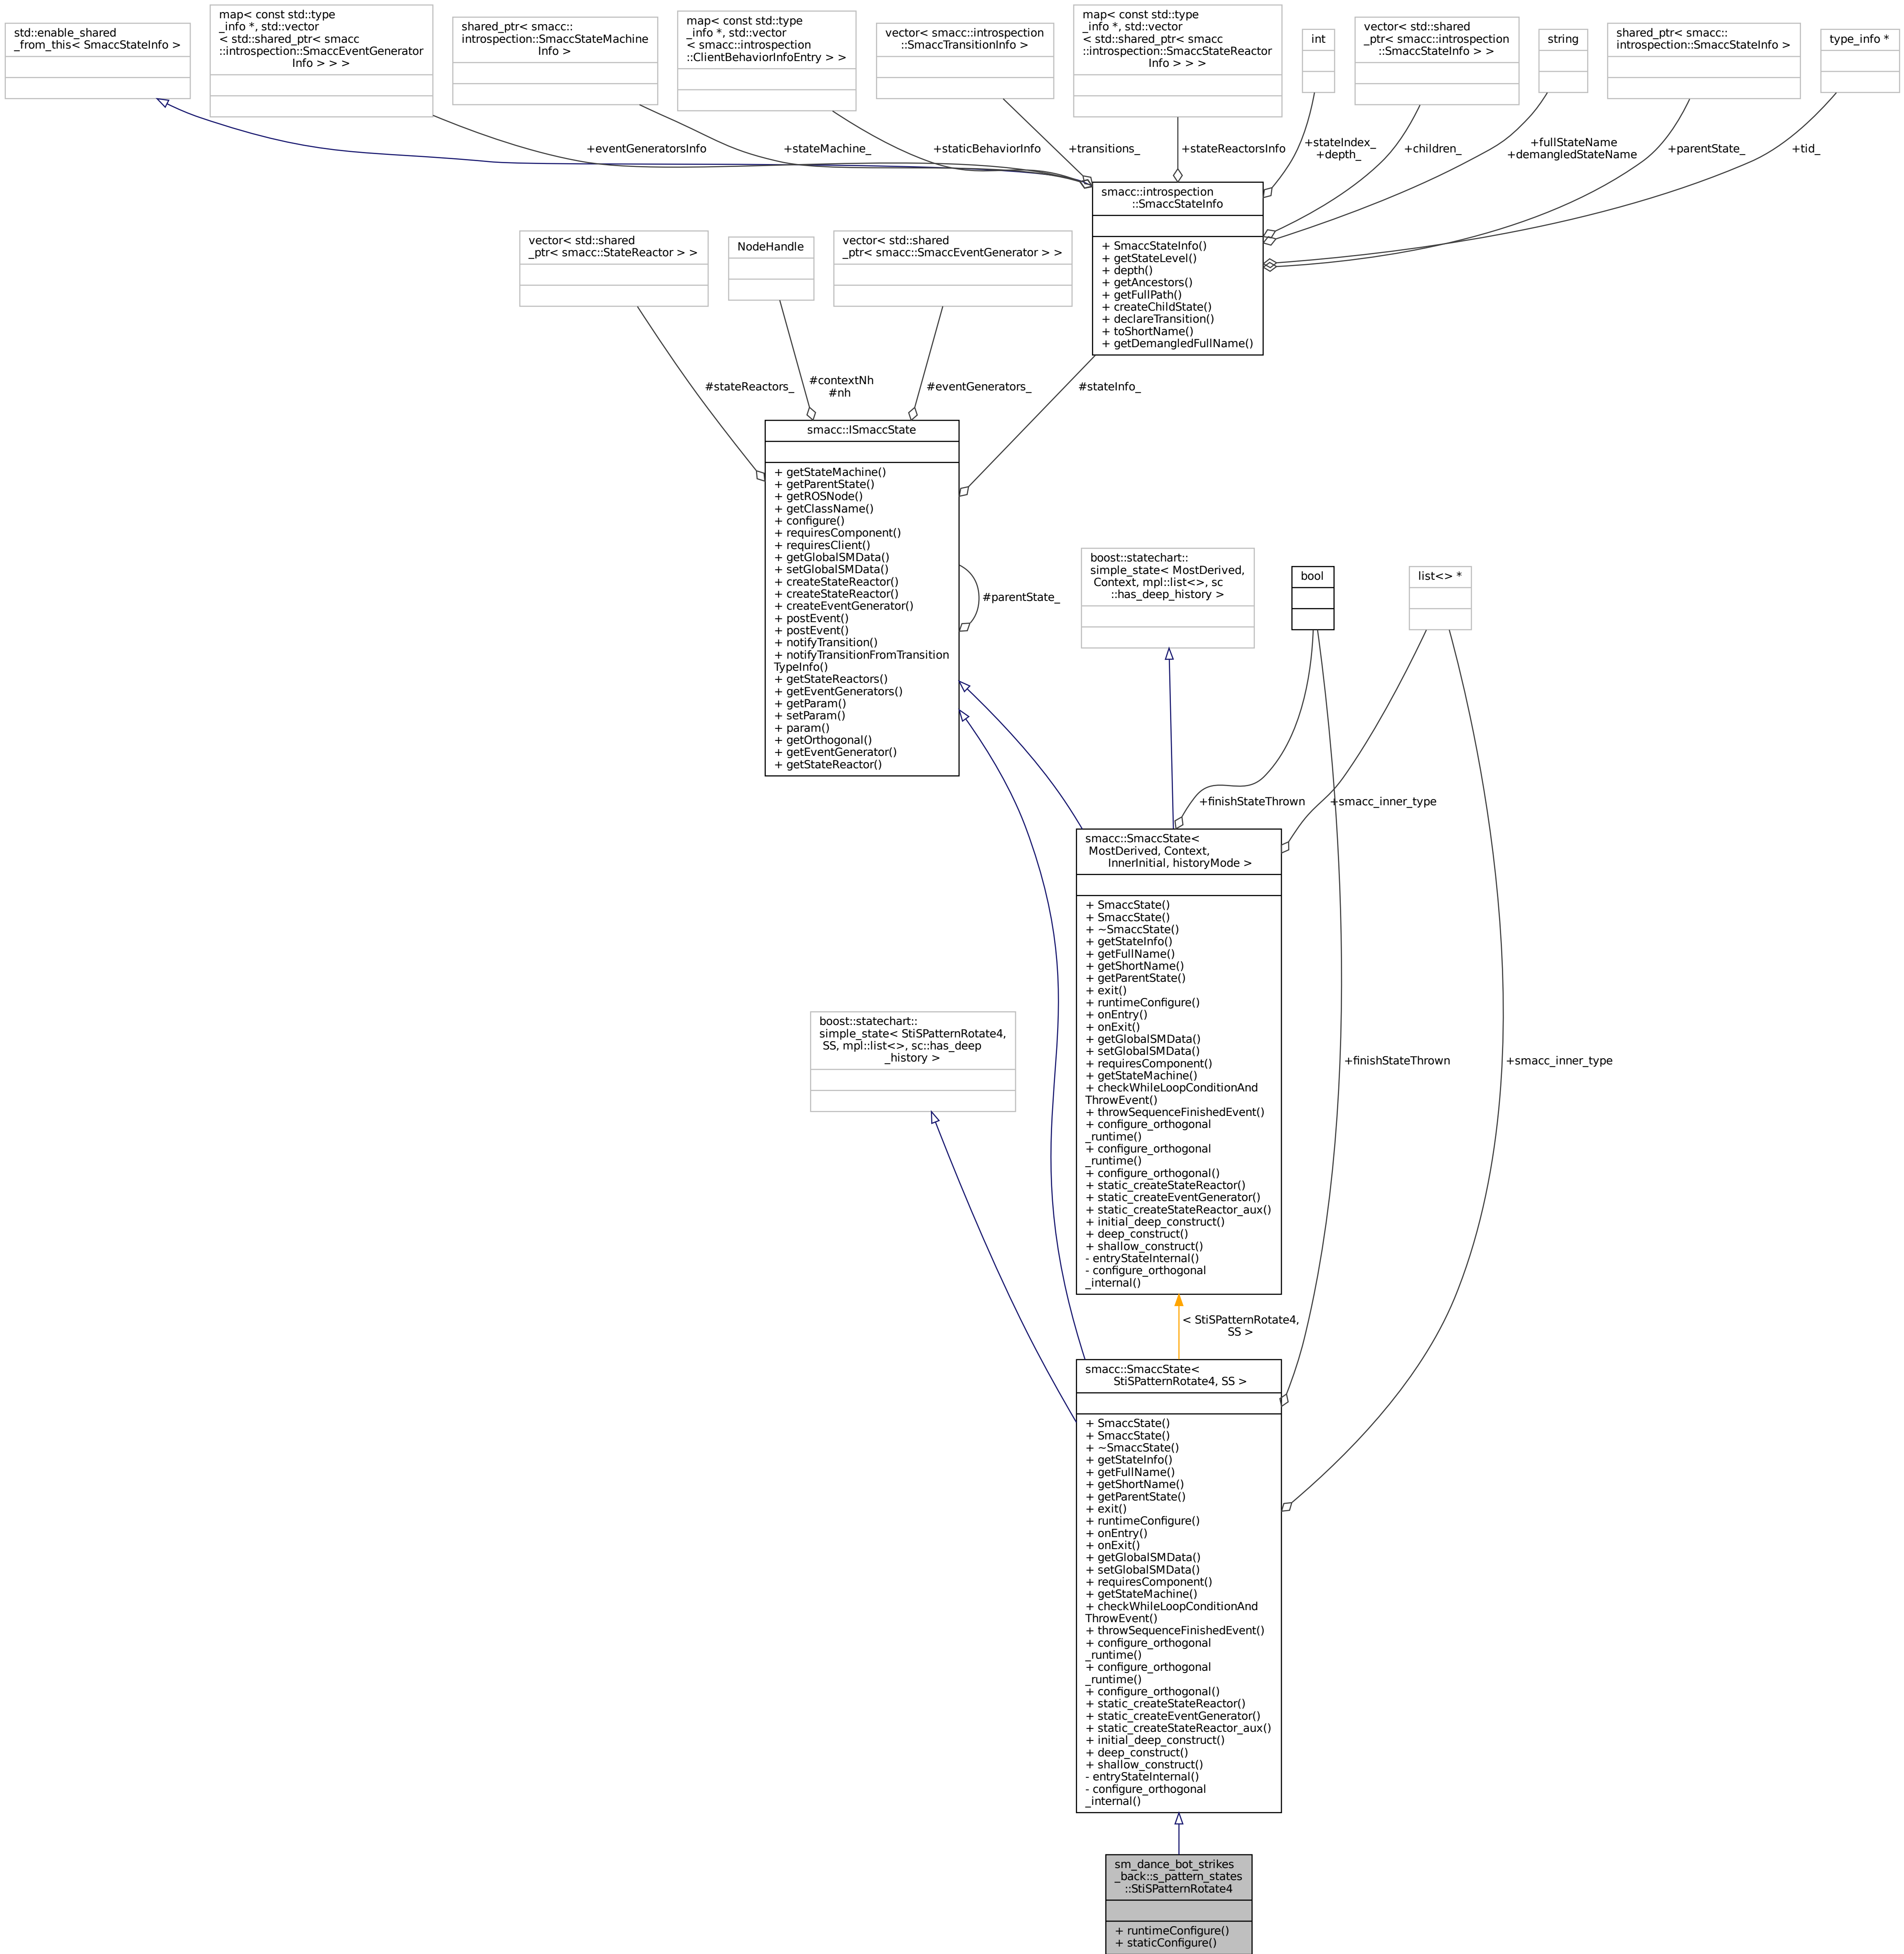 std::enable_shared
_from_this< SmaccStateInfo >
map< const std::type
_info *, std::vector
< std::shared_ptr< smacc
::introspection::SmaccEventGenerator
Info > > >
shared_ptr< smacc::
introspection::SmaccStateMachine
Info >
map< const std::type
_info *, std::vector
< smacc::introspection
::ClientBehaviorInfoEntry > >
vector< smacc::introspection
::SmaccTransitionInfo >
map< const std::type
_info *, std::vector
< std::shared_ptr< smacc
::introspection::SmaccStateReactor
Info > > >
int
vector< std::shared
_ptr< smacc::introspection
::SmaccStateInfo > >
string
shared_ptr< smacc::
introspection::SmaccStateInfo >
type_info *
+eventGeneratorsInfo
+stateMachine_
+staticBehaviorInfo
+transitions_
+stateReactorsInfo
+stateIndex_
+depth_
+children_
+fullStateName
+demangledStateName
+parentState_
+tid_
smacc::introspection
::SmaccStateInfo
+ SmaccStateInfo()
+ getStateLevel()
+ depth()
+ getAncestors()
+ getFullPath()
+ createChildState()
+ declareTransition()
+ toShortName()
+ getDemangledFullName()
vector< std::shared
_ptr< smacc::StateReactor > >
NodeHandle
vector< std::shared
_ptr< smacc::SmaccEventGenerator > >
#stateReactors_
#contextNh
#nh
#eventGenerators_
#stateInfo_
smacc::ISmaccState
+ getStateMachine()
+ getParentState()
+ getROSNode()
+ getClassName()
+ configure()
+ requiresComponent()
+ requiresClient()
+ getGlobalSMData()
+ setGlobalSMData()
+ createStateReactor()
+ createStateReactor()
+ createEventGenerator()
+ postEvent()
+ postEvent()
+ notifyTransition()
+ notifyTransitionFromTransition
TypeInfo()
+ getStateReactors()
+ getEventGenerators()
+ getParam()
+ setParam()
+ param()
+ getOrthogonal()
+ getEventGenerator()
+ getStateReactor()
#parentState_
boost::statechart::
simple_state< MostDerived,
Context, mpl::list<>, sc
::has_deep_history >
bool
list<> *
+finishStateThrown
+smacc_inner_type
smacc::SmaccState<
MostDerived, Context,
InnerInitial, historyMode >
+ SmaccState()
+ SmaccState()
+ ~SmaccState()
+ getStateInfo()
+ getFullName()
+ getShortName()
+ getParentState()
+ exit()
+ runtimeConfigure()
+ onEntry()
+ onExit()
+ getGlobalSMData()
+ setGlobalSMData()
+ requiresComponent()
+ getStateMachine()
+ checkWhileLoopConditionAnd
ThrowEvent()
+ throwSequenceFinishedEvent()
+ configure_orthogonal
_runtime()
+ configure_orthogonal
_runtime()
+ configure_orthogonal()
+ static_createStateReactor()
+ static_createEventGenerator()
+ static_createStateReactor_aux()
+ initial_deep_construct()
+ deep_construct()
+ shallow_construct()
- entryStateInternal()
- configure_orthogonal
_internal()
boost::statechart::
simple_state< StiSPatternRotate4,
SS, mpl::list<>, sc::has_deep
_history >
+finishStateThrown
+smacc_inner_type
< StiSPatternRotate4,
SS >
smacc::SmaccState<
StiSPatternRotate4, SS >
+ SmaccState()
+ SmaccState()
+ ~SmaccState()
+ getStateInfo()
+ getFullName()
+ getShortName()
+ getParentState()
+ exit()
+ runtimeConfigure()
+ onEntry()
+ onExit()
+ getGlobalSMData()
+ setGlobalSMData()
+ requiresComponent()
+ getStateMachine()
+ checkWhileLoopConditionAnd
ThrowEvent()
+ throwSequenceFinishedEvent()
+ configure_orthogonal
_runtime()
+ configure_orthogonal
_runtime()
+ configure_orthogonal()
+ static_createStateReactor()
+ static_createEventGenerator()
+ static_createStateReactor_aux()
+ initial_deep_construct()
+ deep_construct()
+ shallow_construct()
- entryStateInternal()
- configure_orthogonal
_internal()
sm_dance_bot_strikes
_back::s_pattern_states
::StiSPatternRotate4
+ runtimeConfigure()
+ staticConfigure()